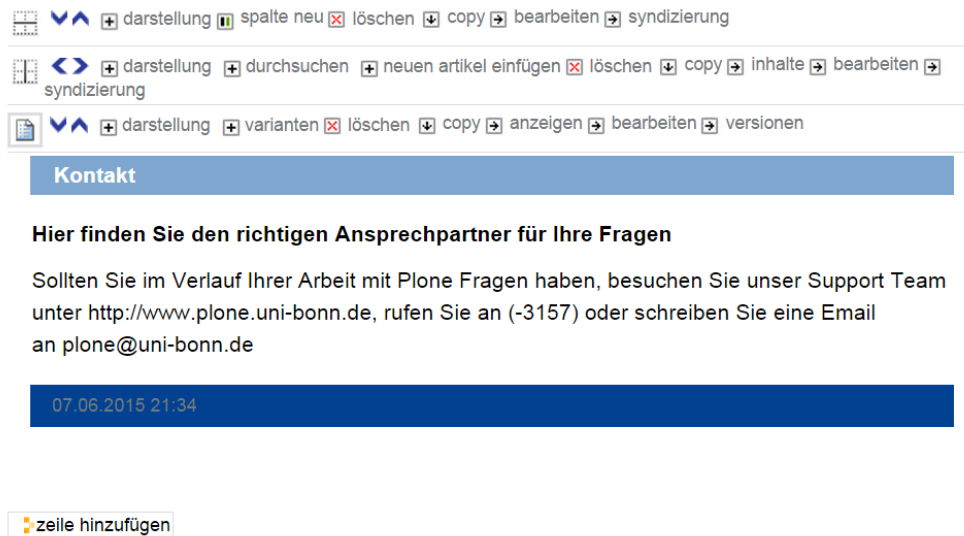 darstellung spalte neu löschen copy bearbeiten syndizierung
darstellung durchsuchen neuen artikel einfügen löschen copy inhalte bearbeiten
syndizierung
darstellung varianten löschen copy anzeigen bearbeiten versionen
Kontakt
Hier finden Sie den richtigen Ansprechpartner für Ihre Fragen
Sollten Sie im Verlauf Ihrer Arbeit mit Plone Fragen haben, besuchen Sie unser Support Team
unter http://www.plone.uni-bonn.de, rufen Sie an (-3157) oder schreiben Sie eine Email
an plone@uni-bonn.de
07.06.2015 21:34
zeile hinzufügen